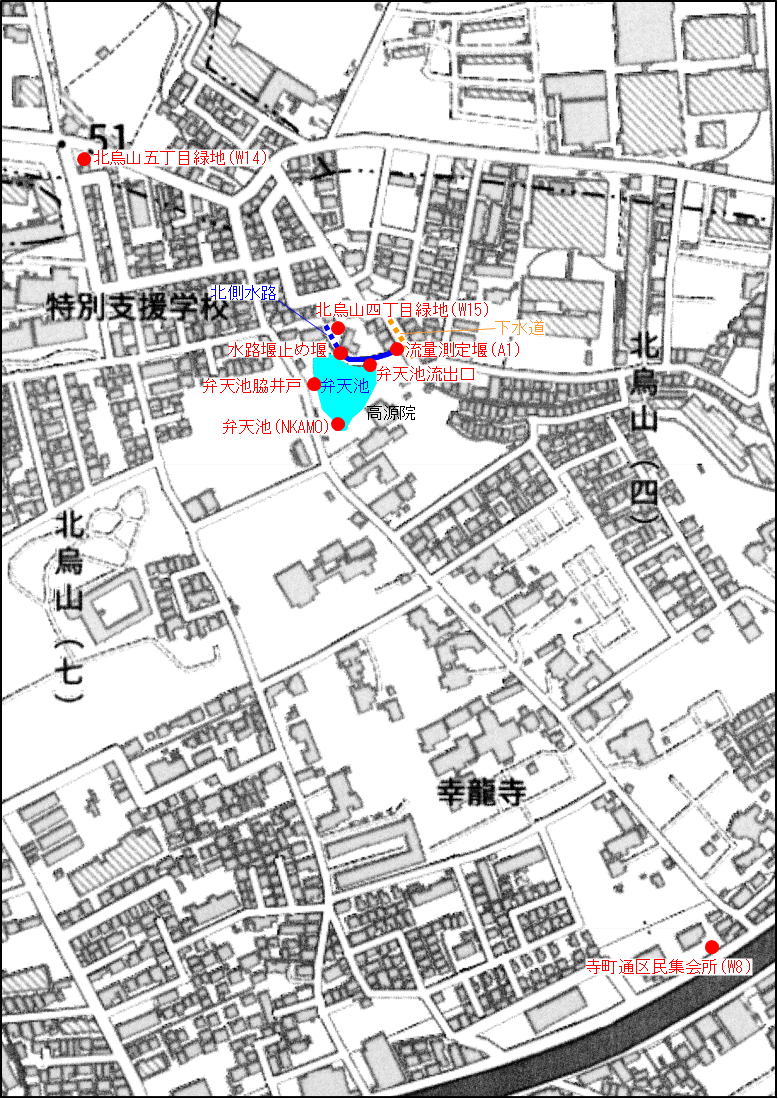 51
北烏山五丁目緑地(W14)
北側水路
特別支援学校
北烏山四丁目緑地(W15)
下水道
水路堰止め堰
流量測定堰(A1)
弁天池流出口
弁天池脇井戸
弁天池
高源院
弁天池(NKAMO)
北烏山(四)
北烏山(七)
幸龍寺
寺町通区民集会所(W8)